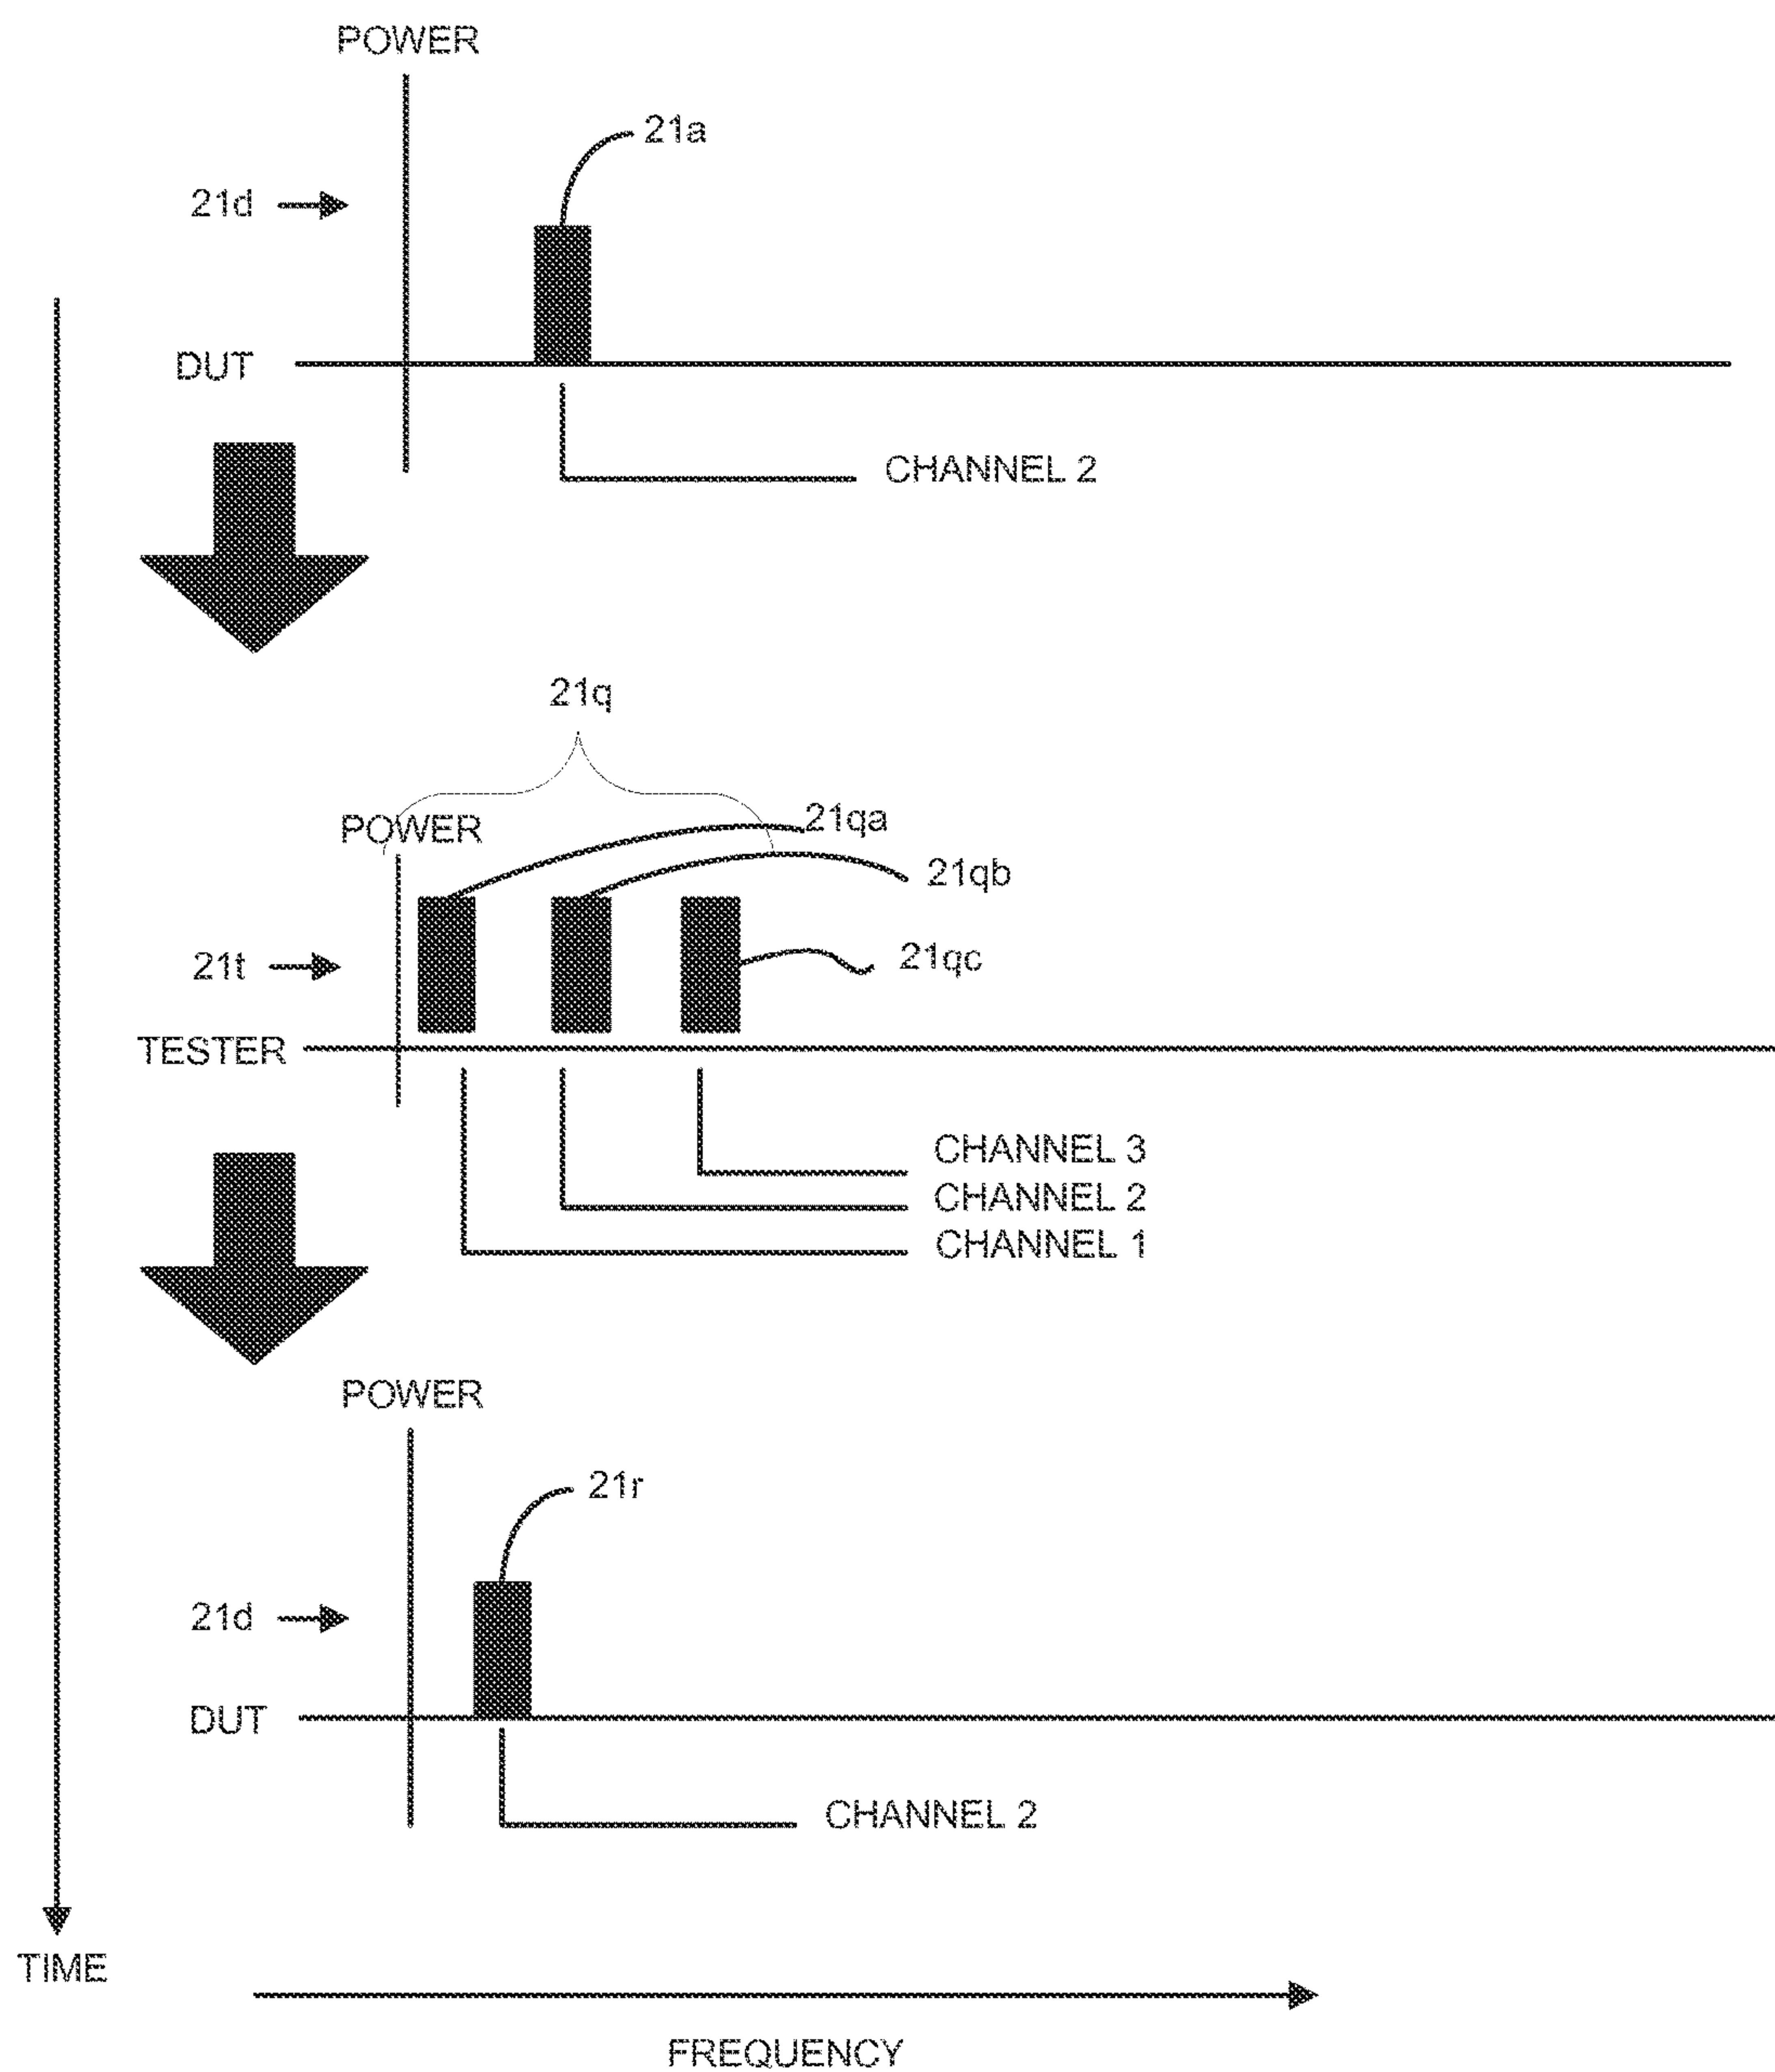 POWER
21a
21d
DUT
CHANNEL 2
21q
POWER
21qa
21qb
21qc
21t
TESTER
CHANNEL 3
CHANNEL 2
CHANNEL 1
POWER
21r
21d
DUT
CHANNEL 2
TIME
FREQUENCY